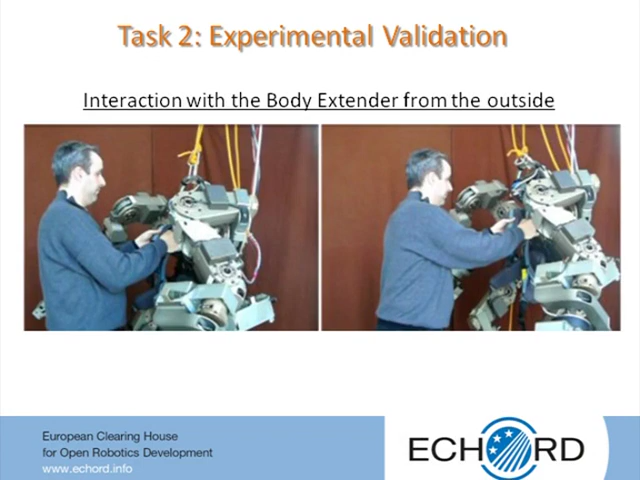 Task 2: Experimental Validation
Interaction with the Body Extender from the outside
European Clearing House
for Open Robotics Development
www.echord.info
ECHORD